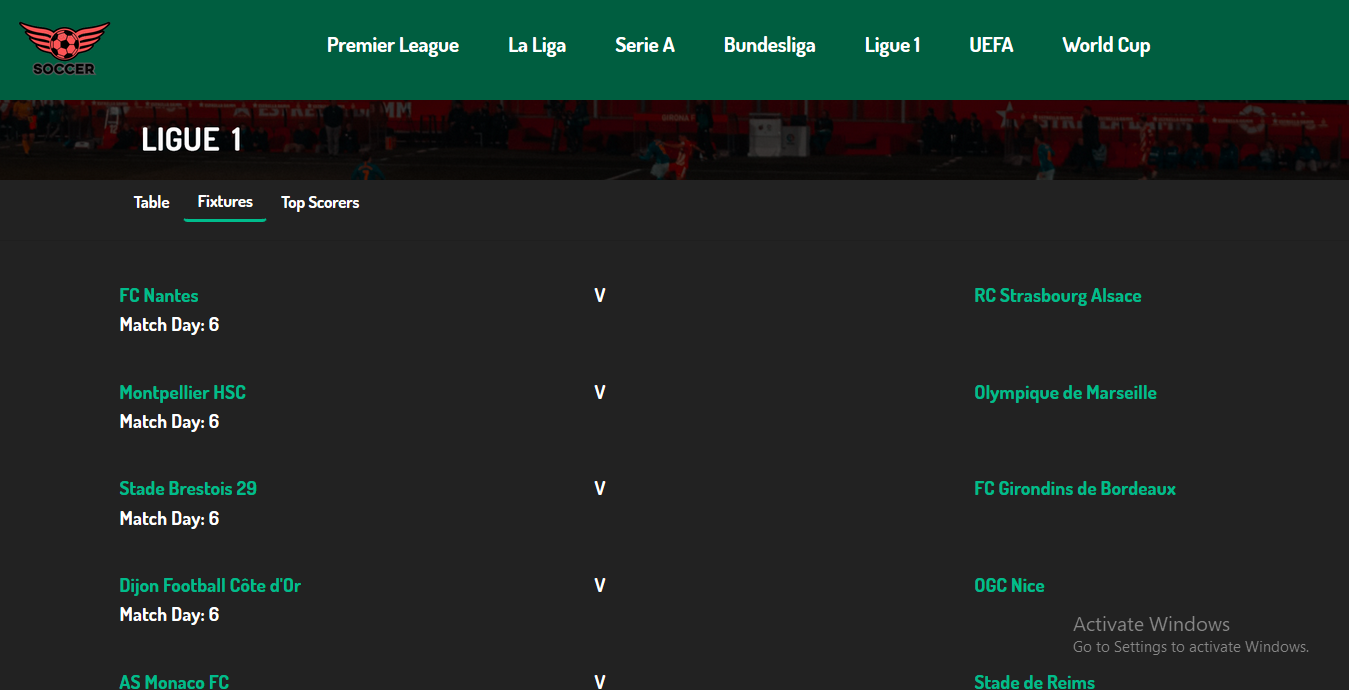 SOCCER
Premier League La Liga Serie A Bundesliga Ligue 1 UEFA World Cup
GIRONA
LIGUE 1
Table Fixtures Top Scorers
FC Nantes V RC Strasbourg Alsace
Match Day: 6
Montpellier HSC V Olympique de Marseille
Match Day: 6
Stade Brestois 29 V FC Girondins de Bordeaux
Match Day: 6
Dijon Football Côte d'Or V OGC Nice
Match Day: 6
Activate Windows
Go to Settings to activate Windows.
AS Monaco FC V Stade de Reims